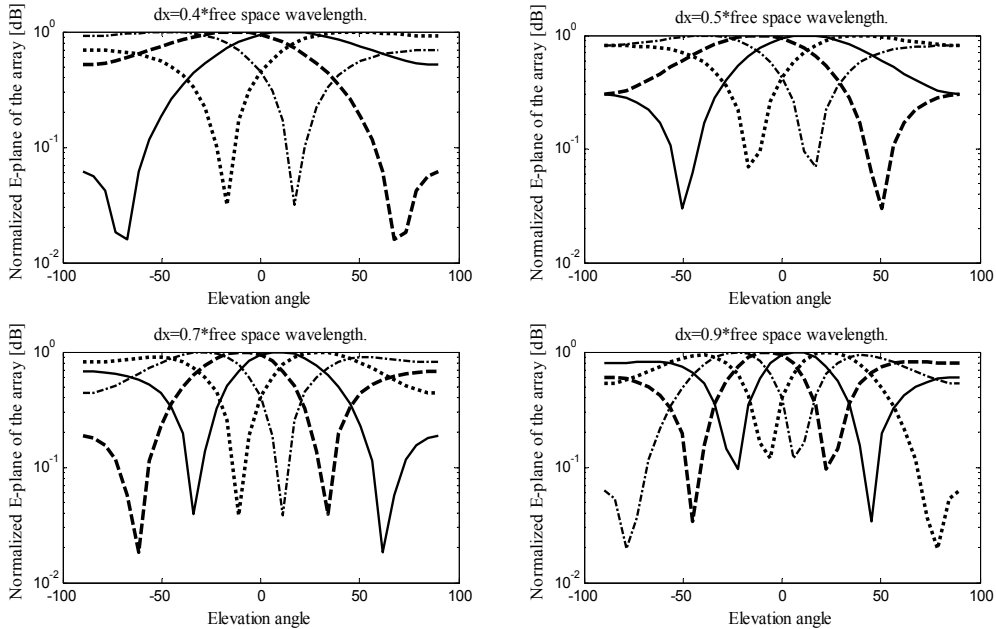 dx=0.4*free space wavelength.
Normalized E-plane of the array [dB]
10^0
10^-1
10^-2
-100 -50 0 50 100
Elevation angle
dx=0.5*free space wavelength.
Normalized E-plane of the array [dB]
10^0
10^-1
10^-2
-100 -50 0 50 100
Elevation angle
dx=0.7*free space wavelength.
Normalized E-plane of the array [dB]
10^0
10^-1
10^-2
-100 -50 0 50 100
Elevation angle
dx=0.9*free space wavelength.
Normalized E-plane of the array [dB]
10^0
10^-1
10^-2
-100 -50 0 50 100
Elevation angle